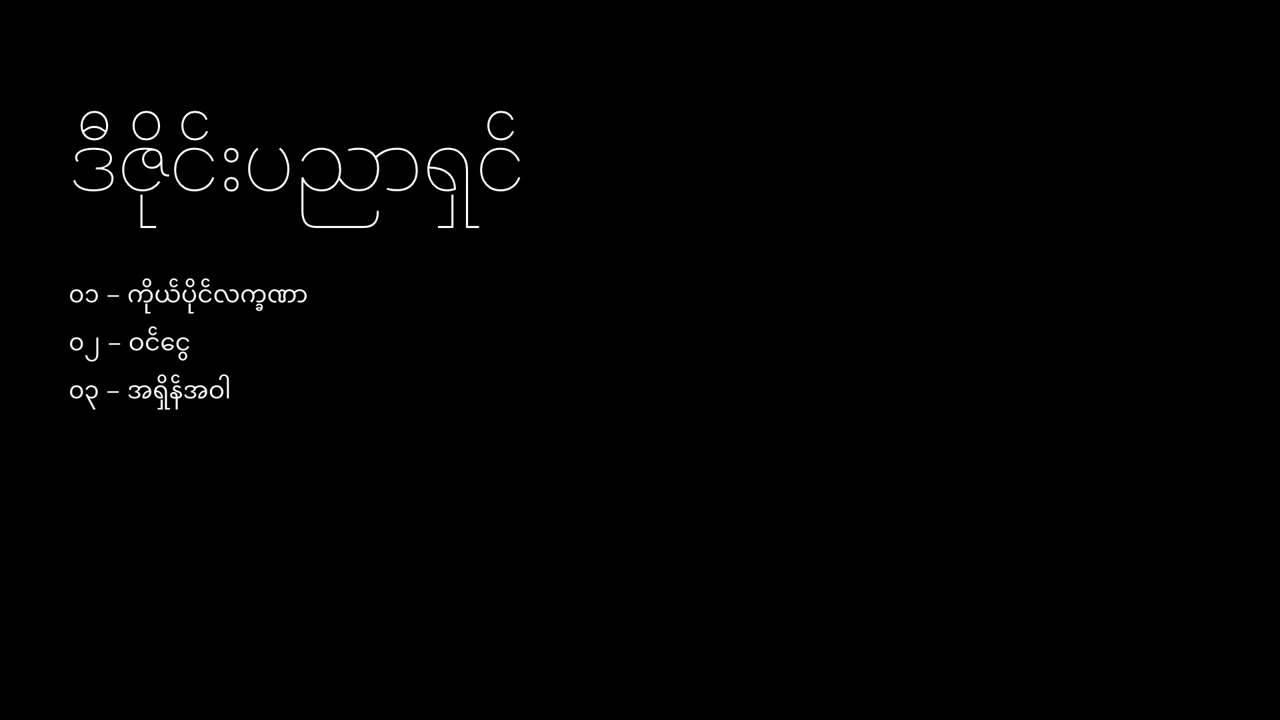 ဒီဇိုင်းပညာရှင်
၀၁ – ကိုယ်ပိုင်လက္ခဏာ
၀၂ – ဝင်ငွေ
၀၃ – အရှိန်အဝါ